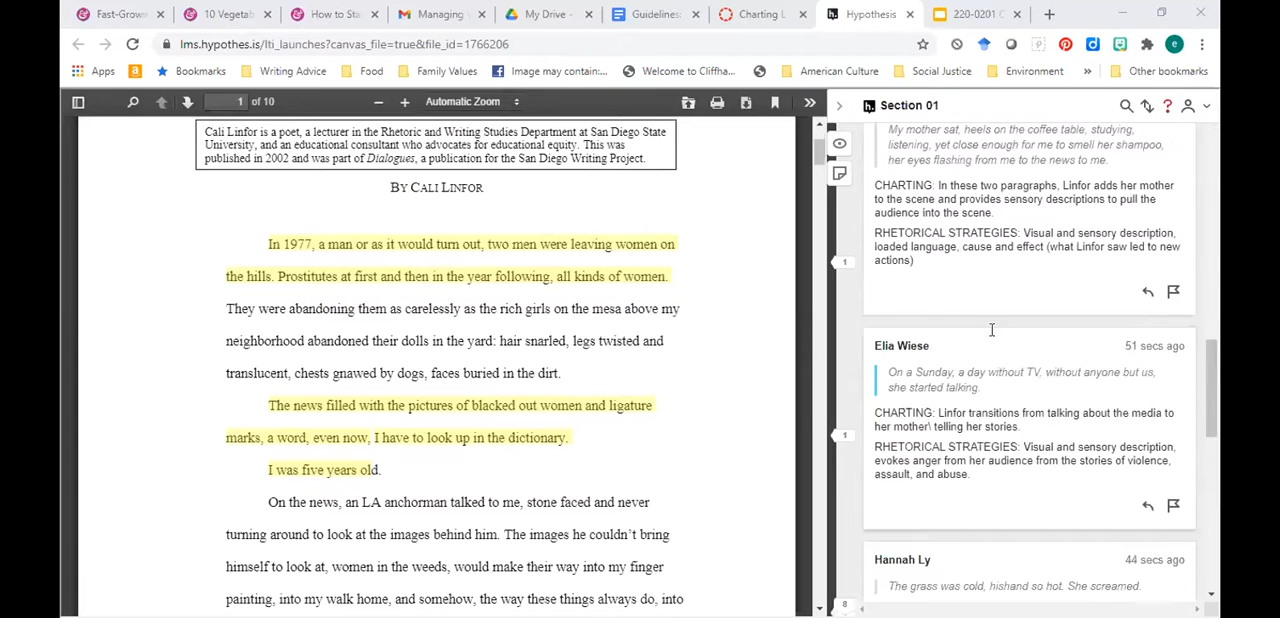 Fast-Grow
10 Vegetab
How to Sta
Managing
My Drive -
Guidelines:
Charting L
Hypothesis
220-0201 C
lms.hypothes.is/lti_launches?canvas_file=true&file_id=1766206
Apps
Bookmarks
Writing Advice
Food
Family Values
Image may contain:...
Welcome to Cliffha...
American Culture
Social Justice
Environment
»
Other bookmarks
1 of 10
Automatic Zoom
Section 01
Cali Linfor is a poet, a lecturer in the Rhetoric and Writing Studies Department at San Diego State
University, and an educational consultant who advocates for educational equity. This was
published in 2002 and was part of Dialogues, a publication for the San Diego Writing Project.
BY CALI LINFOR
In 1977, a man or as it would turn out, two men were leaving women on
the hills. Prostitutes at first and then in the year following, all kinds of women.
They were abandoning them as carelessly as the rich girls on the mesa above my
neighborhood abandoned their dolls in the yard: hair snarled, legs twisted and
translucent, chests gnawed by dogs, faces buried in the dirt.
The news filled with the pictures of blacked out women and ligature
marks, a word, even now, I have to look up in the dictionary.
I was five years old.
On the news, an LA anchorman talked to me, stone faced and never
turning around to look at the images behind him. The images he couldn't bring
himself to look at, women in the weeds, would make their way into my finger
painting, into my walk home, and somehow, the way these things always do, into
My mother sat, heels on the coffee table, studying,
listening, yet close enough for me to smell her shampoo,
her eyes flashing from me to the news to me.
CHARTING: In these two paragraphs, Linfor adds her mother
to the scene and provides sensory descriptions to pull the
audience into the scene.
RHETORICAL STRATEGIES: Visual and sensory description,
loaded language, cause and effect (what Linfor saw led to new
actions)
1
Elia Wiese 51 secs ago
On a Sunday, a day without TV, without anyone but us,
she started talking.
CHARTING: Linfor transitions from talking about the media to
her mother\ telling her stories.
1
RHETORICAL STRATEGIES: Visual and sensory description,
evokes anger from her audience from the stories of violence,
assault, and abuse.
Hannah Ly 44 secs ago
The grass was cold, hishand so hot. She screamed.
8